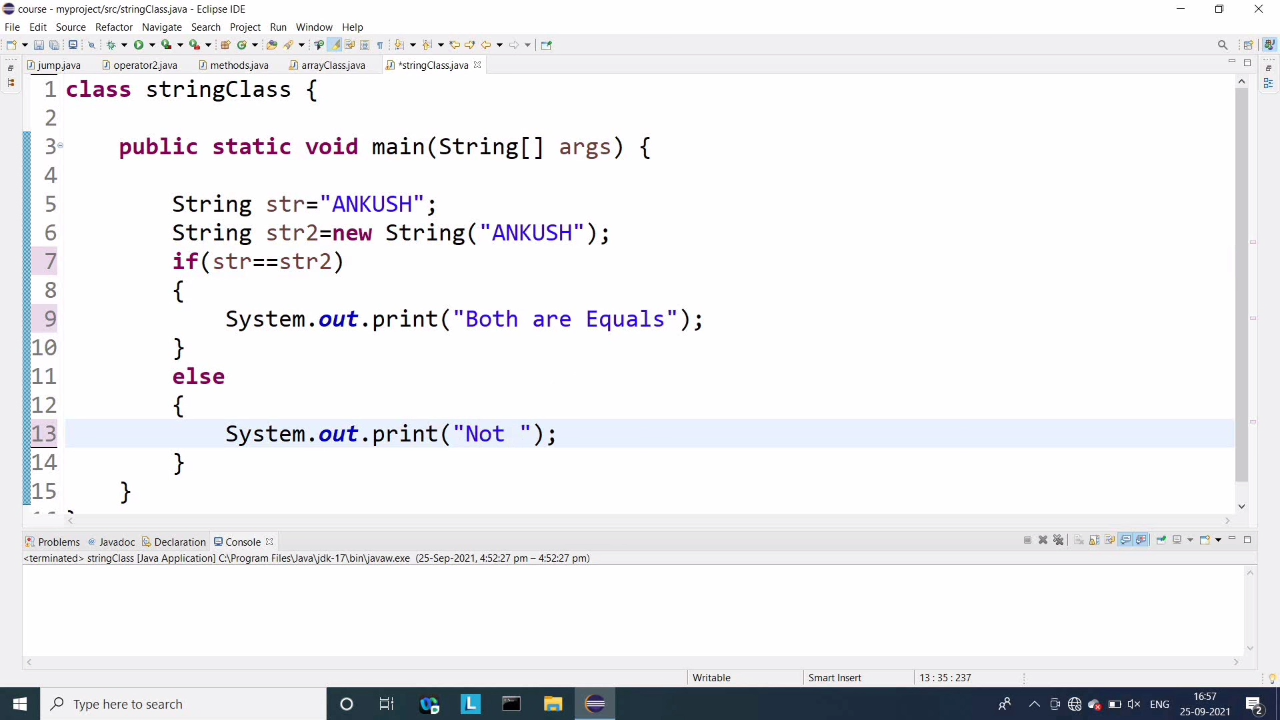 course - myproject/src/stringClass.java - Eclipse IDE
File Edit Source Refactor Navigate Search Project Run Window Help
jump.java operator2.java methods.java arrayClass.java *stringClass.java
1 class stringClass {
2
3 public static void main(String[] args) {
4
5 String str="ANKUSH";
6 String str2=new String("ANKUSH");
7 if(str==str2)
8 {
9 System.out.print("Both are Equals");
10 }
11 else
12 {
13 System.out.print("Not ");
14 }
15 }
Problems Javadoc Declaration Console
<terminated> stringClass [Java Application] C:\Program Files\Java\jdk-17\bin\javaw.exe (25-Sep-2021, 4:52:27 pm – 4:52:27 pm)
Writable Smart Insert 13 : 35 : 237
Type here to search L ENG 16:57
25-09-2021 2